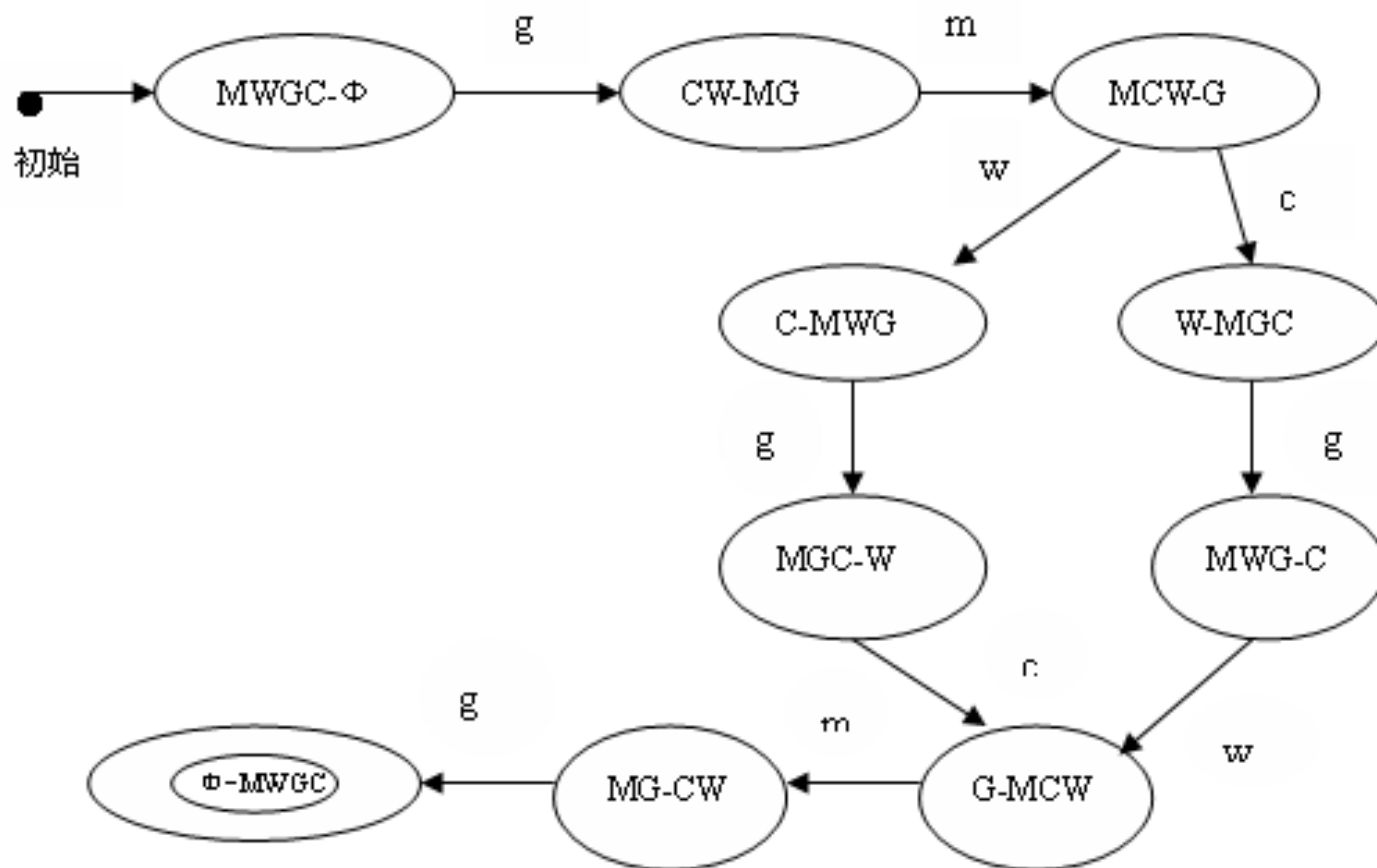 g
m
MWGC-Φ
CW-MG
MCW-G
初始
w
c
C-MWG
W-MGC
g
g
MGC-W
MWG-C
c
g
m
w
Φ-MWGC
MG-CW
G-MCW